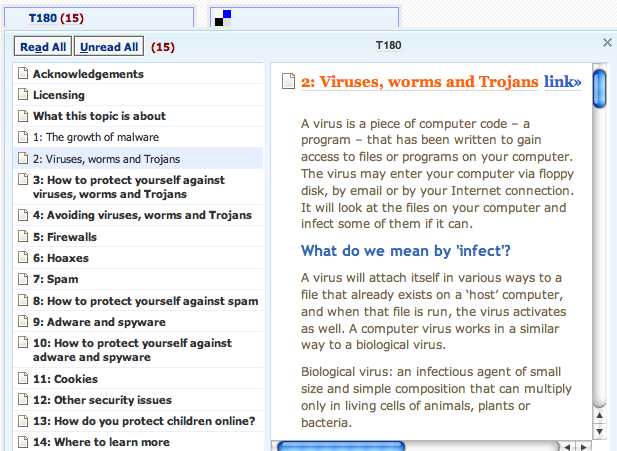 T180 (15)
Read All
Unread All
(15)
T180
Acknowledgements
Licensing
What this topic is about
1: The growth of malware
2: Viruses, worms and Trojans
3: How to protect yourself against
viruses, worms and Trojans
4: Avoiding viruses, worms and Trojans
5: Firewalls
6: Hoaxes
7: Spam
8: How to protect yourself against spam
9: Adware and spyware
10: How to protect yourself against
adware and spyware
11: Cookies
12: Other security issues
13: How do you protect children online?
14: Where to learn more
2: Viruses, worms and Trojans link»
A virus is a piece of computer code – a
program – that has been written to gain
access to files or programs on your computer.
The virus may enter your computer via floppy
disk, by email or by your Internet connection.
It will look at the files on your computer and
infect some of them if it can.
What do we mean by 'infect'?
A virus will attach itself in various ways to a
file that already exists on a ‘host’ computer,
and when that file is run, the virus activates
as well. A computer virus works in a similar
way to a biological virus.
Biological virus: an infectious agent of small
size and simple composition that can multiply
only in living cells of animals, plants or
bacteria.